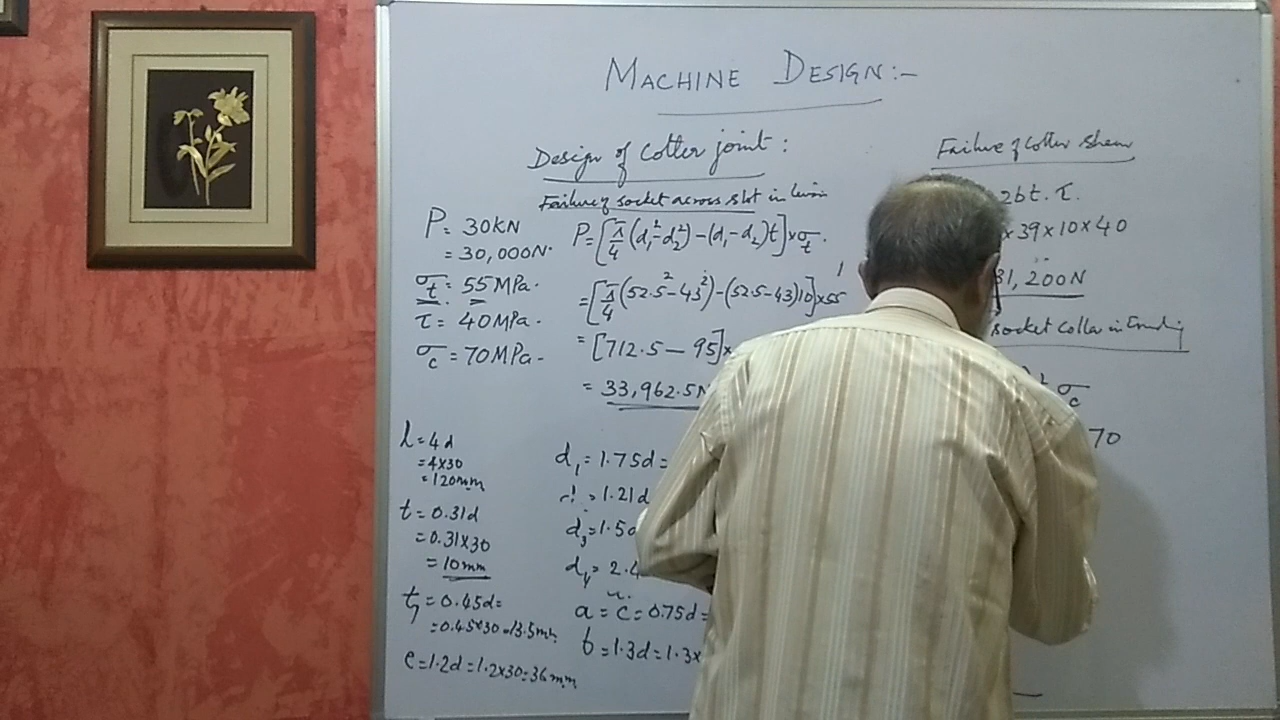 MACHINE DESIGN:-
Design of Cotter joint :
Failure of socket across slot in tension
P = 30KN
= 30,000N.
σt = 55MPa.
τ = 40MPa.
σc = 70MPa.
P = [π/4 (d₁²-d₂²) - (d₁-d₂)t] × σt.
= [π/4 (52.5² - 43²) - (52.5-43)10] × 55
= [712.5 - 95] ×
= 33,962.5N
l = 4d
= 4×30
= 120mm
t = 0.31d
= 0.31×30
= 10mm
t₁ = 0.45d =
= 0.45×30 = 13.5mm
e = 1.2d = 1.2×30 = 36mm
d₁ = 1.75d =
= 1.21d
d₃ = 1.5d
d₄ = 2.4
a = c = 0.75d =
b = 1.3d = 1.3×
Failure of Cotter Shear
2bt. τ.
×39×10×40
31,200N
socket collar in Crushing
² σc
70